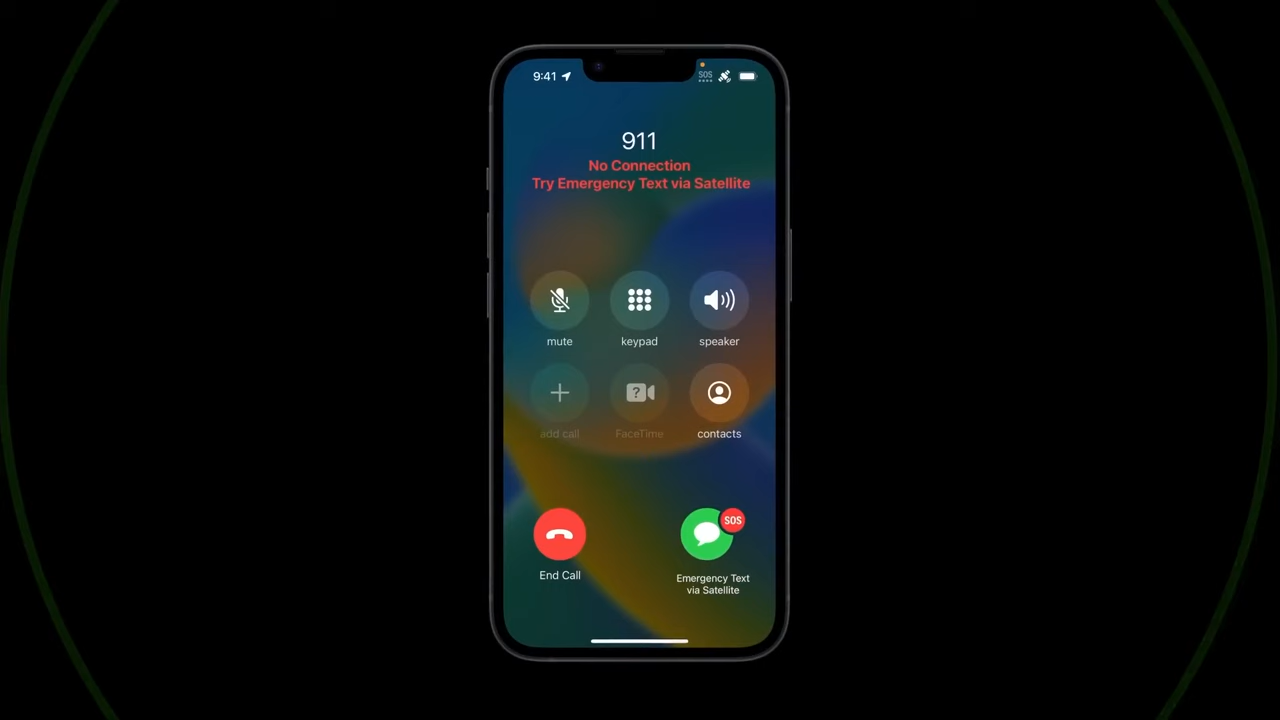 9:41
SOS
911
No Connection
Try Emergency Text via Satellite
mute
keypad
speaker
?
add call
FaceTime
contacts
SOS
End Call
Emergency Text
via Satellite